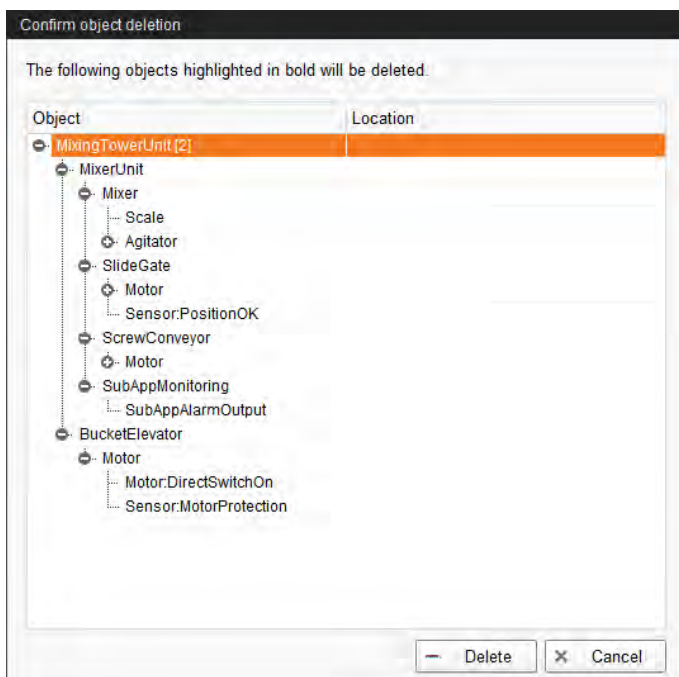 Confirm object deletion
The following objects highlighted in bold will be deleted.
Object Location
MixingTowerUnit [2]
MixerUnit
Mixer
Scale
Agitator
SlideGate
Motor
Sensor:PositionOK
ScrewConveyor
Motor
SubAppMonitoring
SubAppAlarmOutput
BucketElevator
Motor
Motor:DirectSwitchOn
Sensor:MotorProtection
Delete Cancel